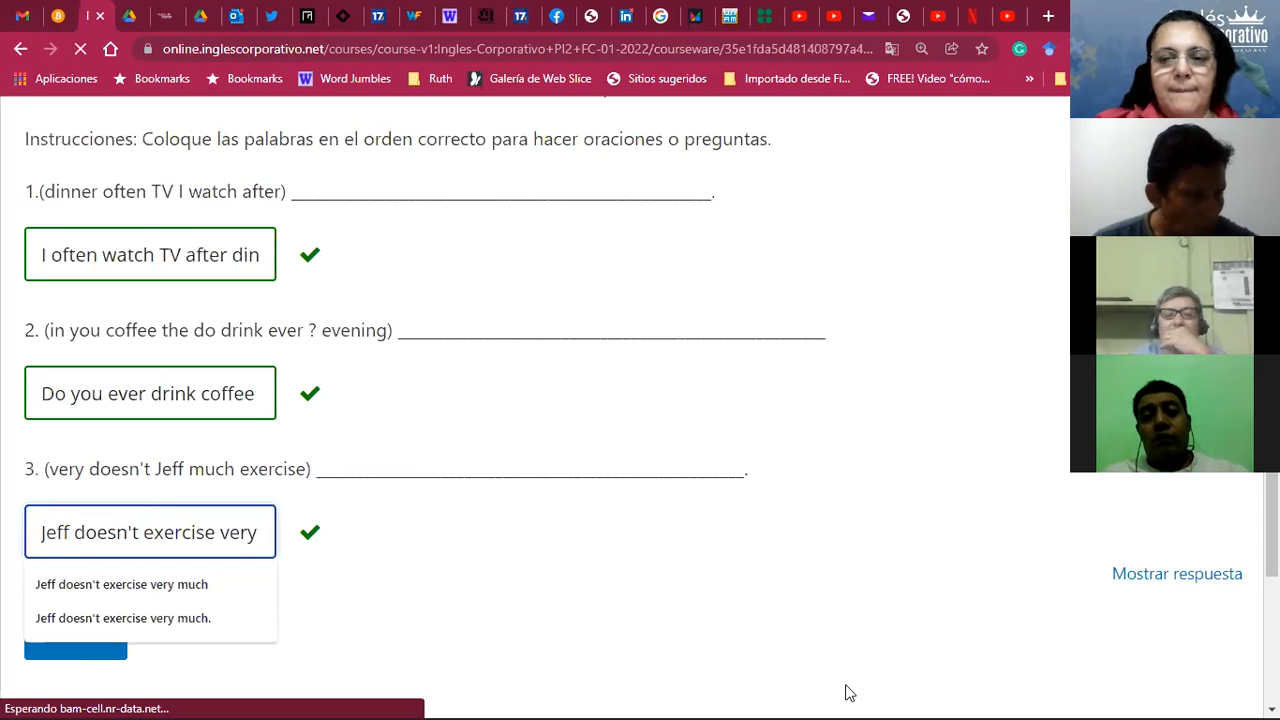 17
WF
W
17
in
G
online.inglescorporativo.net/courses/course-v1:Ingles-Corporativo+PI2+FC-01-2022/courseware/35e1fda5d481408797a4...
Aplicaciones
Bookmarks
Bookmarks
Word Jumbles
Ruth
Galería de Web Slice
Sitios sugeridos
Importado desde Fi...
FREE! Video "cómo...
»
Instrucciones: Coloque las palabras en el orden correcto para hacer oraciones o preguntas.
1.(dinner often TV I watch after) ________________________________________.
I often watch TV after din
2. (in you coffee the do drink ever ? evening) ________________________________________
Do you ever drink coffee
3. (very doesn't Jeff much exercise) ________________________________________.
Jeff doesn't exercise very
Jeff doesn't exercise very much
Jeff doesn't exercise very much.
Mostrar respuesta
Esperando bam-cell.nr-data.net...